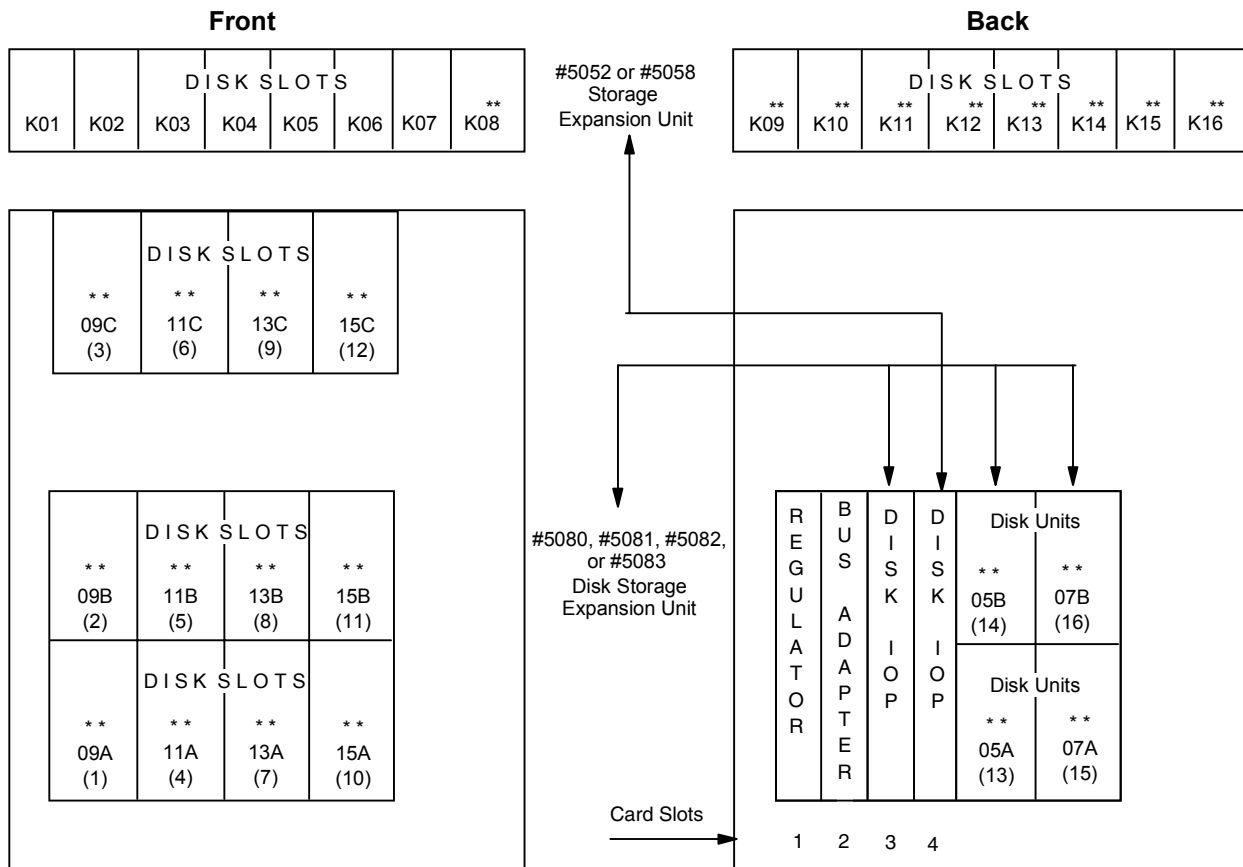 Front
DISK SLOTS
**
K01 K02 K03 K04 K05 K06 K07 K08
#5052 or #5058
Storage
Expansion Unit
Back
DISK SLOTS
** ** ** ** ** ** ** **
K09 K10 K11 K12 K13 K14 K15 K16
DISK SLOTS
** ** ** **
09C 11C 13C 15C
(3) (6) (9) (12)
DISK SLOTS
** ** ** **
09B 11B 13B 15B
(2) (5) (8) (11)
DISK SLOTS
** ** ** **
09A 11A 13A 15A
(1) (4) (7) (10)
#5080, #5081, #5082,
or #5083
Disk Storage
Expansion Unit
REGULATOR
BUS ADAPTER
DISK IOP
DISK IOP
Disk Units
** **
05B 07B
(14) (16)
Disk Units
** **
05A 07A
(13) (15)
Card Slots
1 2 3 4